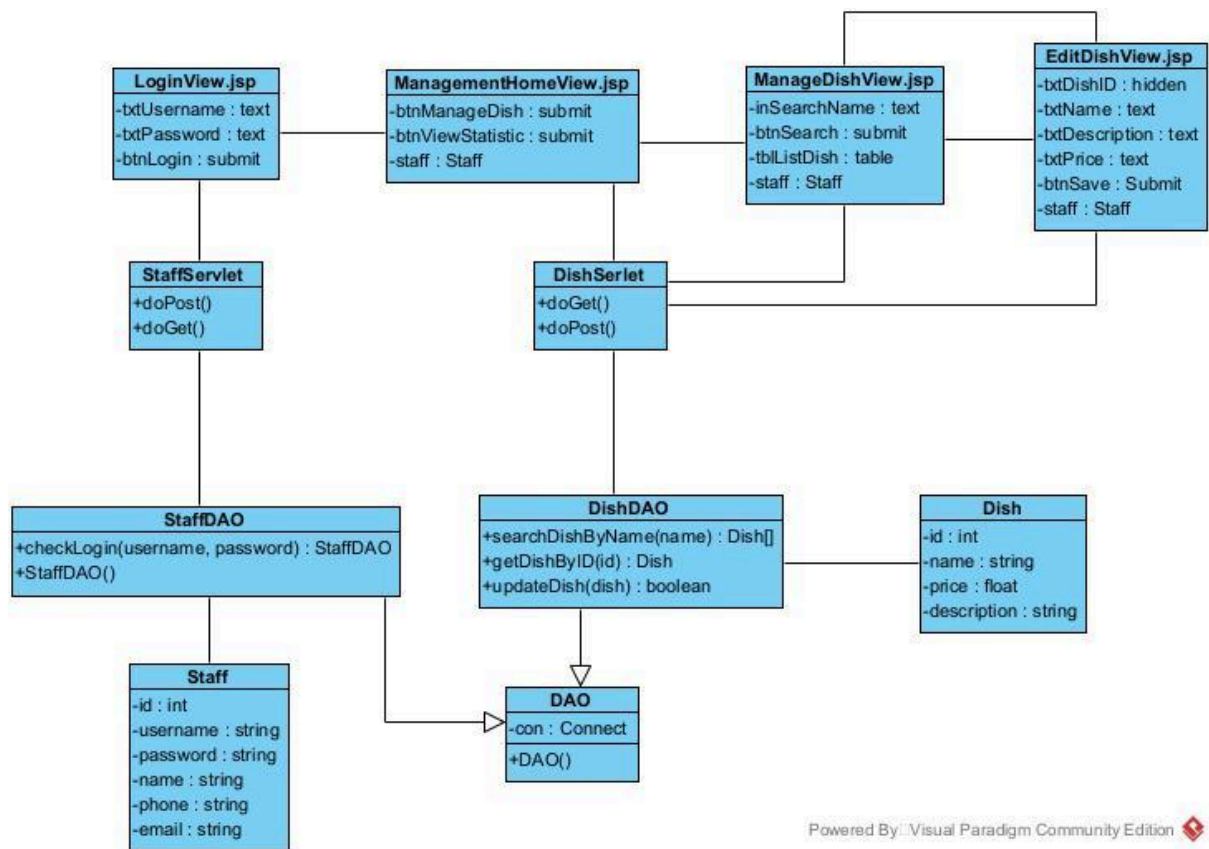 LoginView.jsp
-txtUsername : text
-txtPassword : text
-btnLogin : submit
ManagementHomeView.jsp
-btnManageDish : submit
-btnViewStatistic : submit
-staff : Staff
ManageDishView.jsp
-inSearchName : text
-btnSearch : submit
-tblListDish : table
-staff : Staff
EditDishView.jsp
-txtDishID : hidden
-txtName : text
-txtDescription : text
-txtPrice : text
-btnSave : Submit
-staff : Staff
StaffServlet
+doPost()
+doGet()
DishSerlet
+doGet()
+doPost()
StaffDAO
+checkLogin(username, password) : StaffDAO
+StaffDAO()
DishDAO
+searchDishByName(name) : Dish[]
+getDishByID(id) : Dish
+updateDish(dish) : boolean
Dish
-id : int
-name : string
-price : float
-description : string
Staff
-id : int
-username : string
-password : string
-name : string
-phone : string
-email : string
DAO
-con : Connect
+DAO()
Powered By Visual Paradigm Community Edition